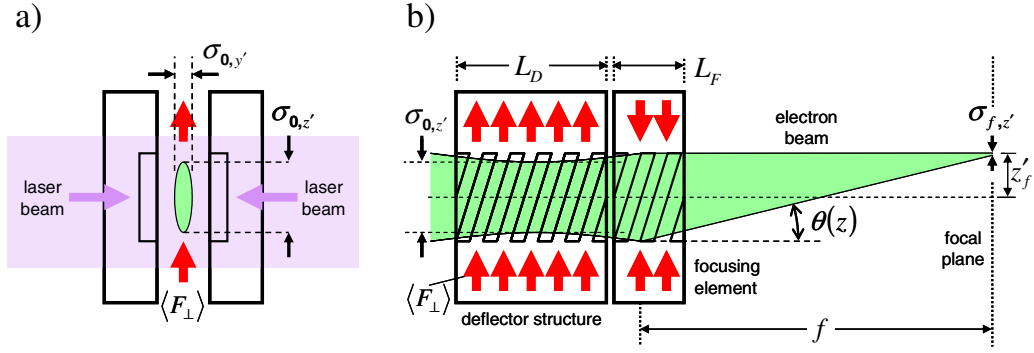 a)
σ0,y′
σ0,z′
laser
beam
laser
beam
⟨F⊥⟩
b)
LD
LF
σ0,z′
electron
beam
σf,z′
z′f
θ(z)
focal
plane
focusing
element
⟨F⊥⟩
deflector structure
f